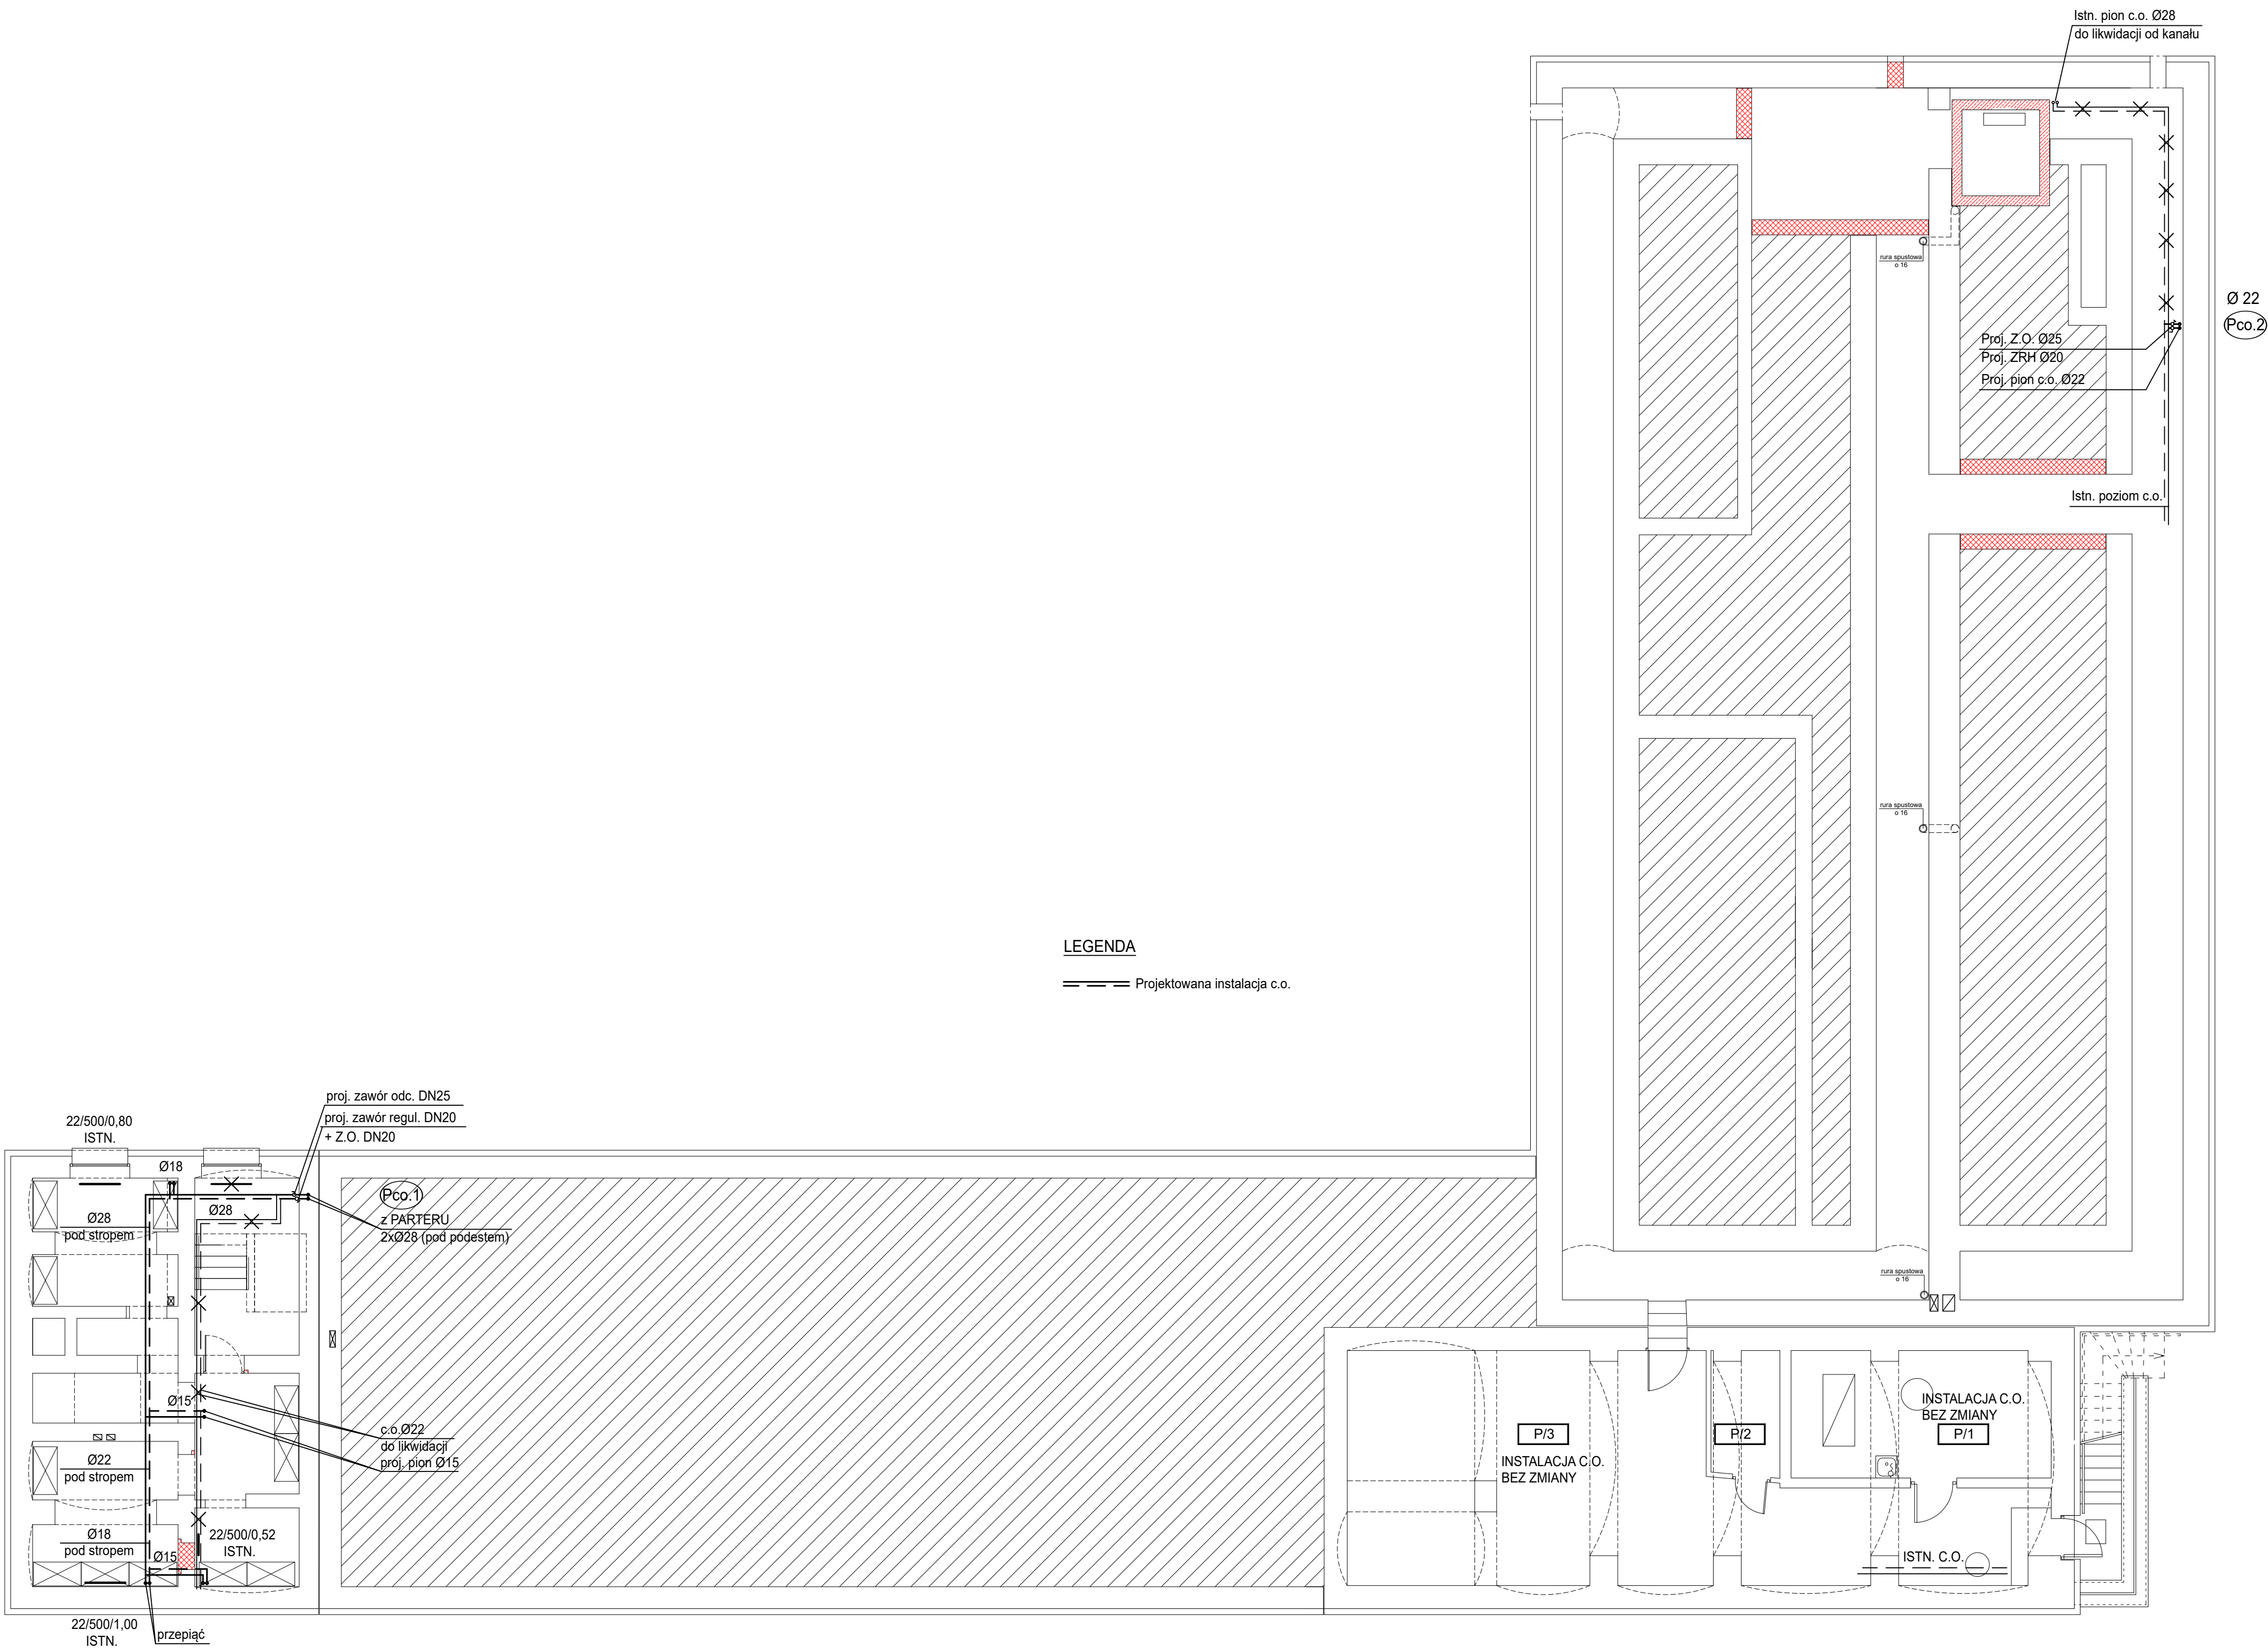 Istn. pion c.o. Ø28
do likwidacji od kanału
rura spustowa
o 16
Ø 22
Pco.2
Proj. Z.O. Ø25
Proj. ZRH Ø20
Proj. pion c.o. Ø22
Istn. poziom c.o.
rura spustowa
o 16
LEGENDA
Projektowana instalacja c.o.
proj. zawór odc. DN25
proj. zawór regul. DN20
+ Z.O. DN20
22/500/0,80
ISTN.
Ø18
Pco.1
Ø28
z PARTERU
2xØ28 (pod podestem)
Ø28
pod stropem
rura spustowa
o 16
Ø15
c.o.Ø22
do likwidacji
proj. pion Ø15
INSTALACJA C.O.
BEZ ZMIANY
P/3
P/2
P/1
INSTALACJA C.O.
BEZ ZMIANY
Ø22
pod stropem
Ø18
pod stropem
Ø15
22/500/0,52
ISTN.
ISTN. C.O.
22/500/1,00
ISTN.
przepiąć